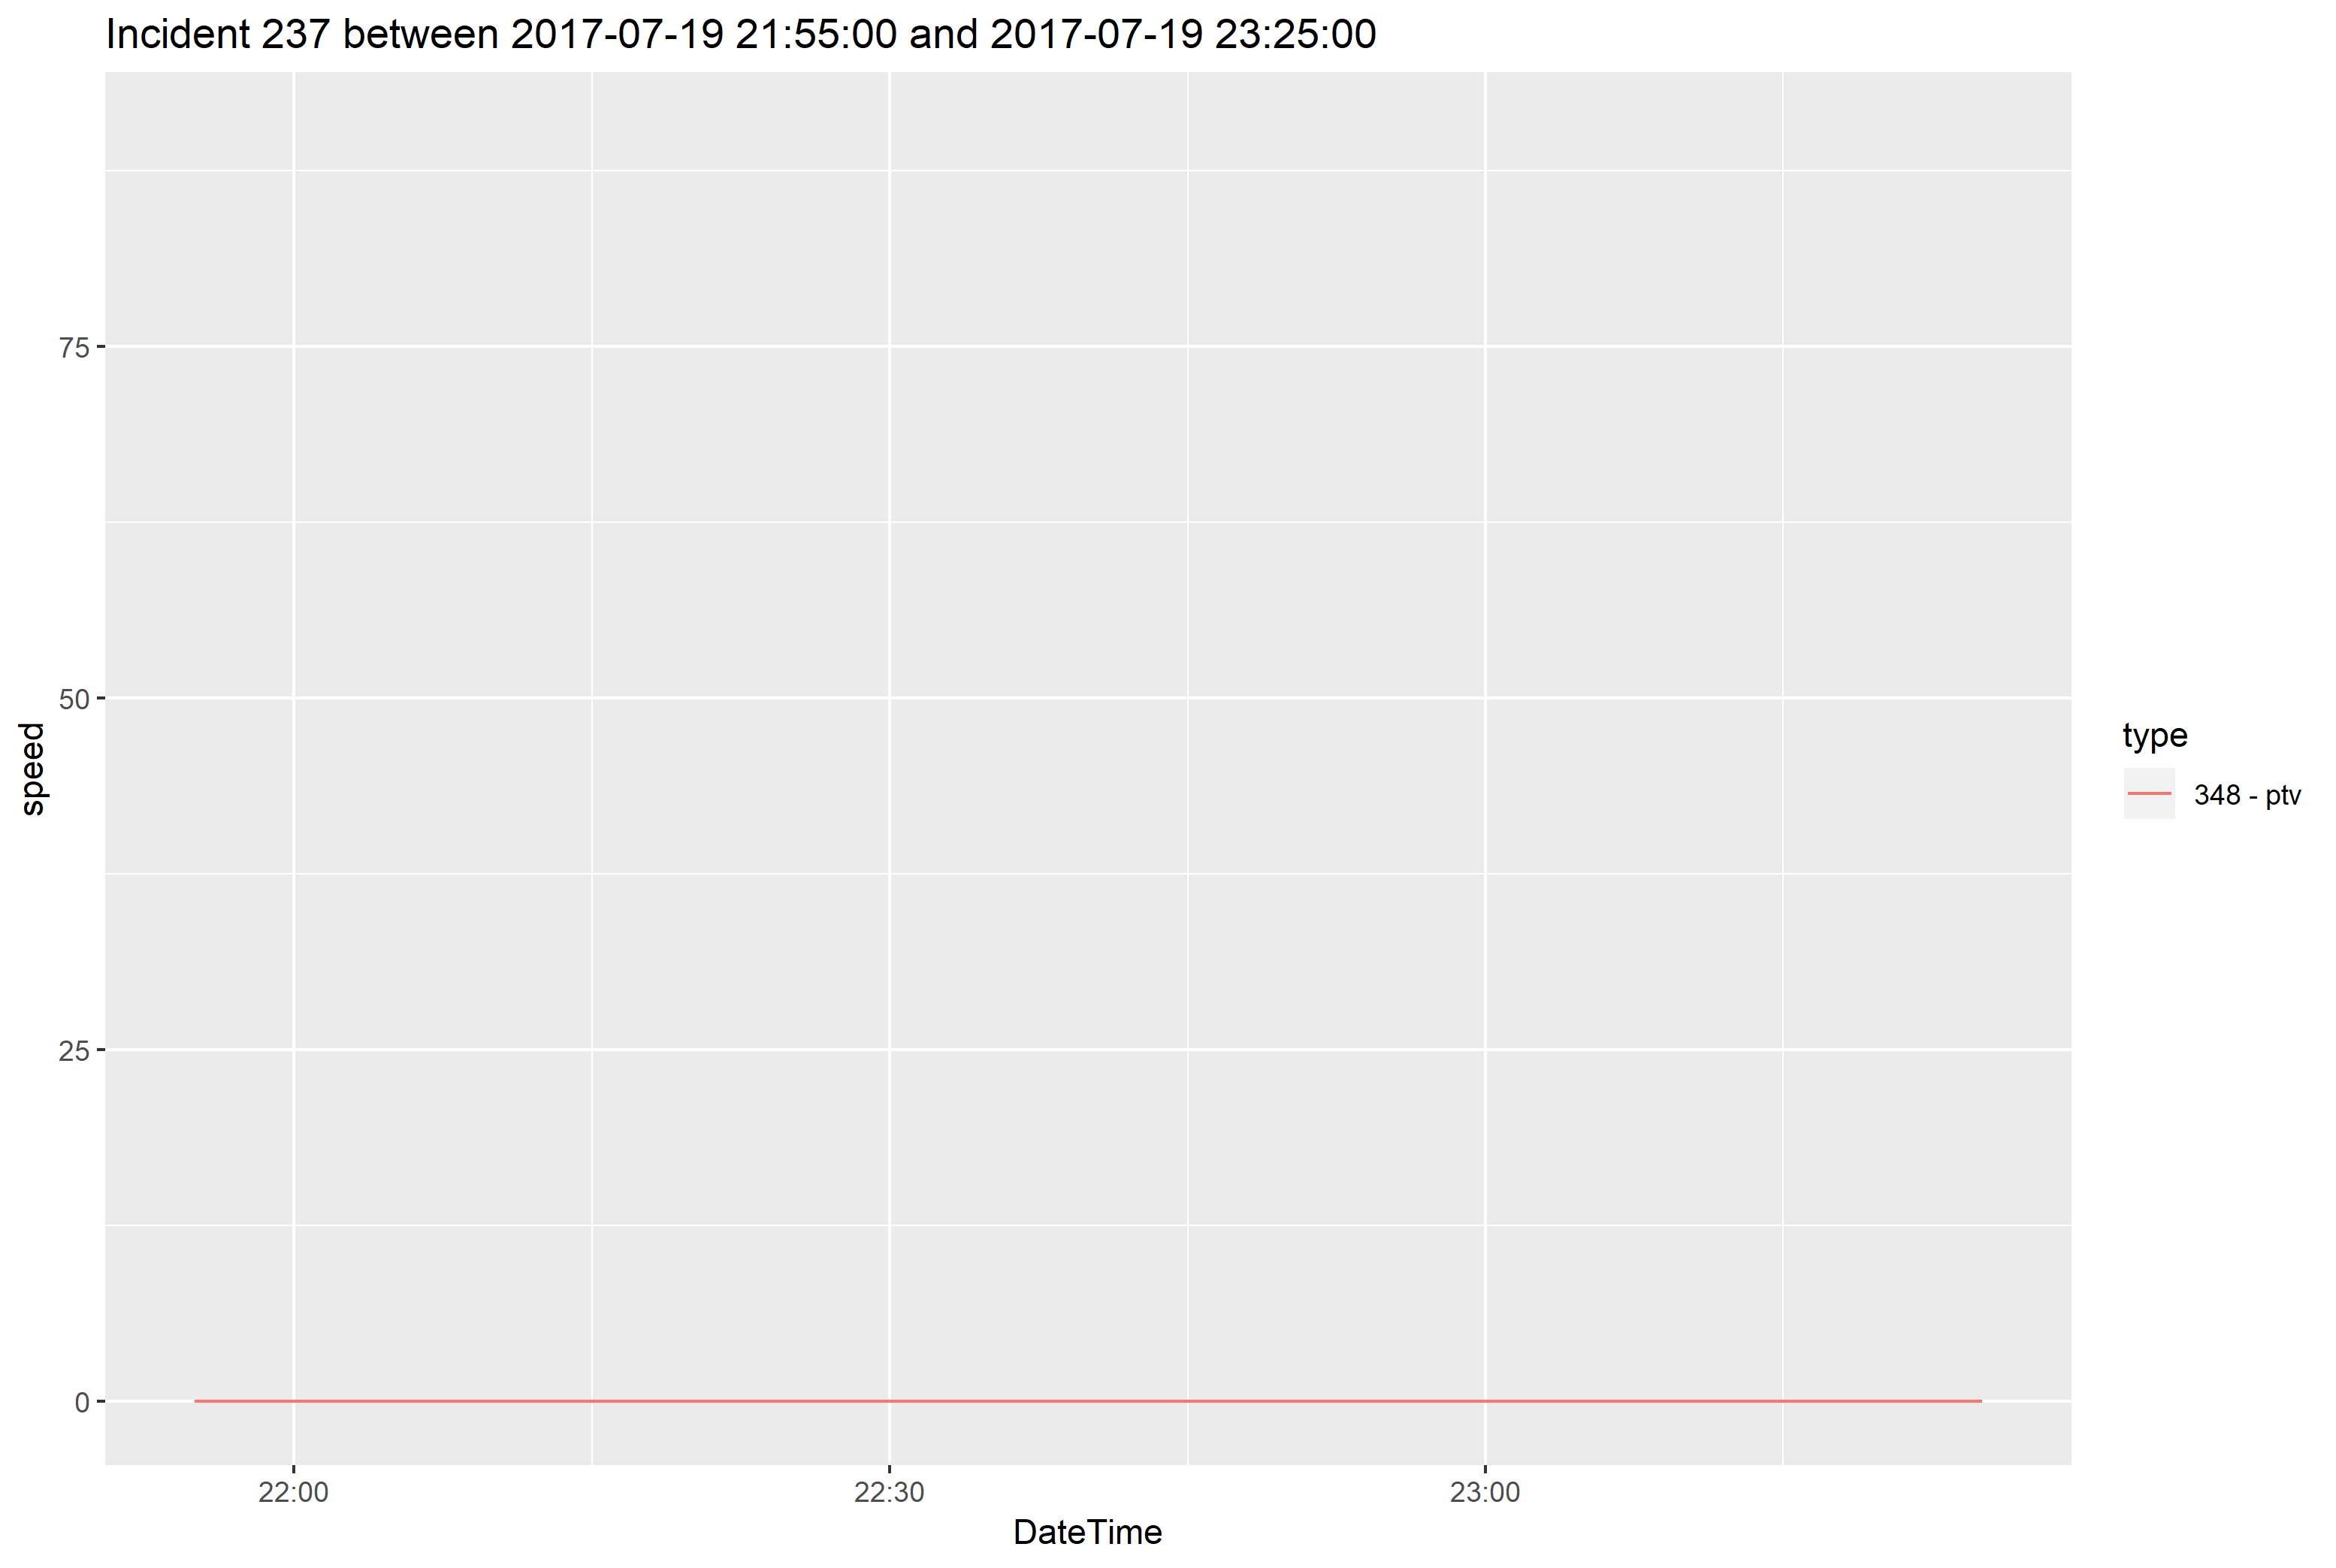 Incident 237 between 2017-07-19 21:55:00 and 2017-07-19 23:25:00
75
50
25
0
speed
22:00 22:30 23:00
DateTime
type
348 - ptv